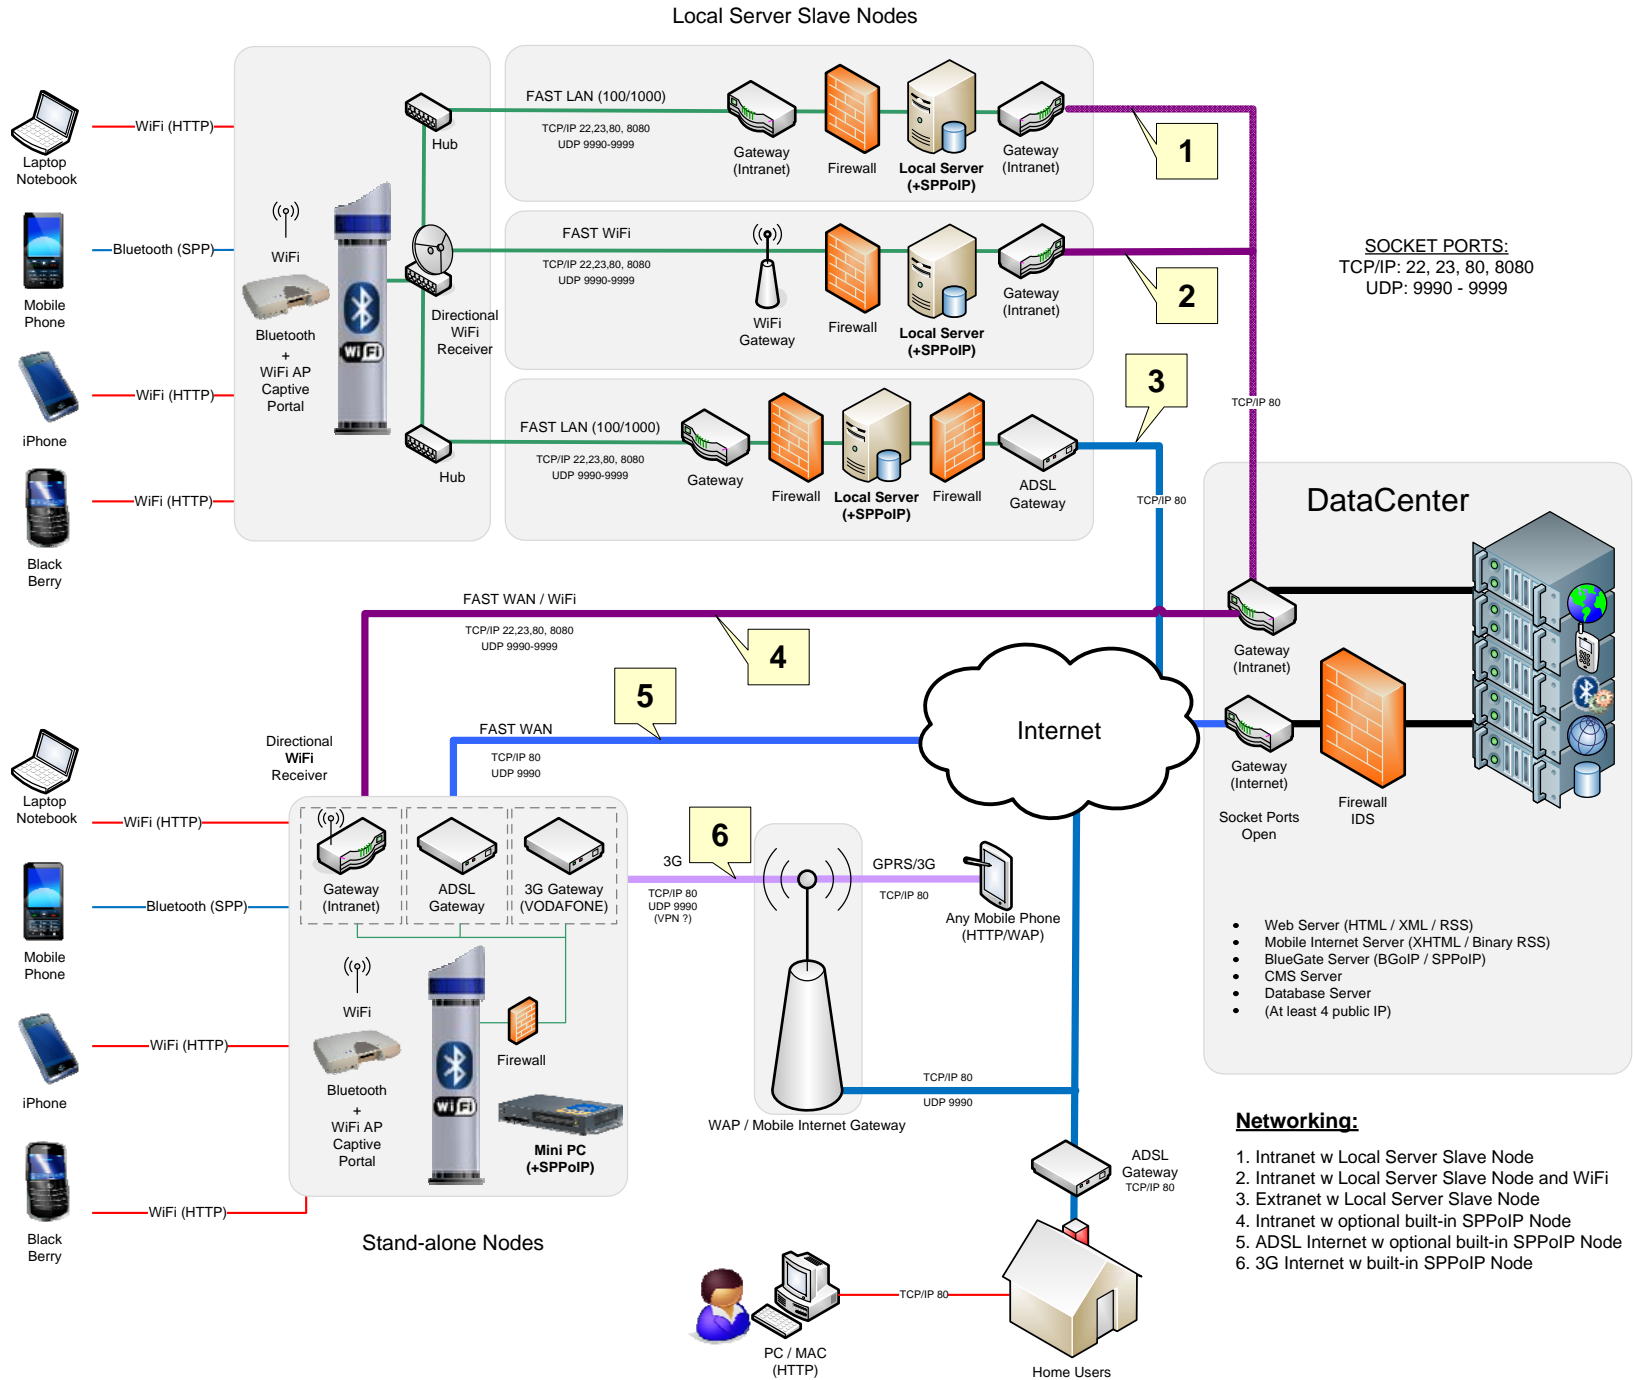 Local Server Slave Nodes
WiFi (HTTP)
Laptop
Notebook
Bluetooth (SPP)
Mobile
Phone
WiFi (HTTP)
iPhone
WiFi (HTTP)
Black
Berry
WiFi
Bluetooth
+
WiFi AP
Captive
Portal
Wi Fi
Hub
Directional
WiFi
Receiver
Hub
FAST LAN (100/1000)
TCP/IP 22,23,80, 8080
UDP 9990-9999
Gateway
(Intranet)
Firewall
Local Server
(+SPPoIP)
Gateway
(Intranet)
1
FAST WiFi
TCP/IP 22,23,80, 8080
UDP 9990-9999
WiFi
Gateway
Firewall
Local Server
(+SPPoIP)
Gateway
(Intranet)
2
FAST LAN (100/1000)
TCP/IP 22,23,80, 8080
UDP 9990-9999
Gateway
Firewall
Local Server
(+SPPoIP)
Firewall
ADSL
Gateway
3
SOCKET PORTS:
TCP/IP: 22, 23, 80, 8080
UDP: 9990 - 9999
TCP/IP 80
TCP/IP 80
DataCenter
Gateway
(Intranet)
Gateway
(Internet)
Socket Ports
Open
Firewall
IDS
Web Server (HTML / XML / RSS)
Mobile Internet Server (XHTML / Binary RSS)
BlueGate Server (BGoIP / SPPoIP)
CMS Server
Database Server
(At least 4 public IP)
FAST WAN / WiFi
TCP/IP 22,23,80, 8080
UDP 9990-9999
4
5
FAST WAN
TCP/IP 80
UDP 9990
Internet
Directional
WiFi
Receiver
Laptop
Notebook
WiFi (HTTP)
Bluetooth (SPP)
Mobile
Phone
WiFi (HTTP)
iPhone
WiFi (HTTP)
Black
Berry
Gateway
(Intranet)
ADSL
Gateway
3G Gateway
(VODAFONE)
WiFi
Bluetooth
+
WiFi AP
Captive
Portal
Wi Fi
Firewall
Mini PC
(+SPPoIP)
Stand-alone Nodes
6
3G
TCP/IP 80
UDP 9990
(VPN ?)
GPRS/3G
TCP/IP 80
Any Mobile Phone
(HTTP/WAP)
WAP / Mobile Internet Gateway
TCP/IP 80
UDP 9990
ADSL
Gateway
TCP/IP 80
TCP/IP 80
PC / MAC
(HTTP)
Home Users
Networking:
1. Intranet w Local Server Slave Node
2. Intranet w Local Server Slave Node and WiFi
3. Extranet w Local Server Slave Node
4. Intranet w optional built-in SPPoIP Node
5. ADSL Internet w optional built-in SPPoIP Node
6. 3G Internet w built-in SPPoIP Node